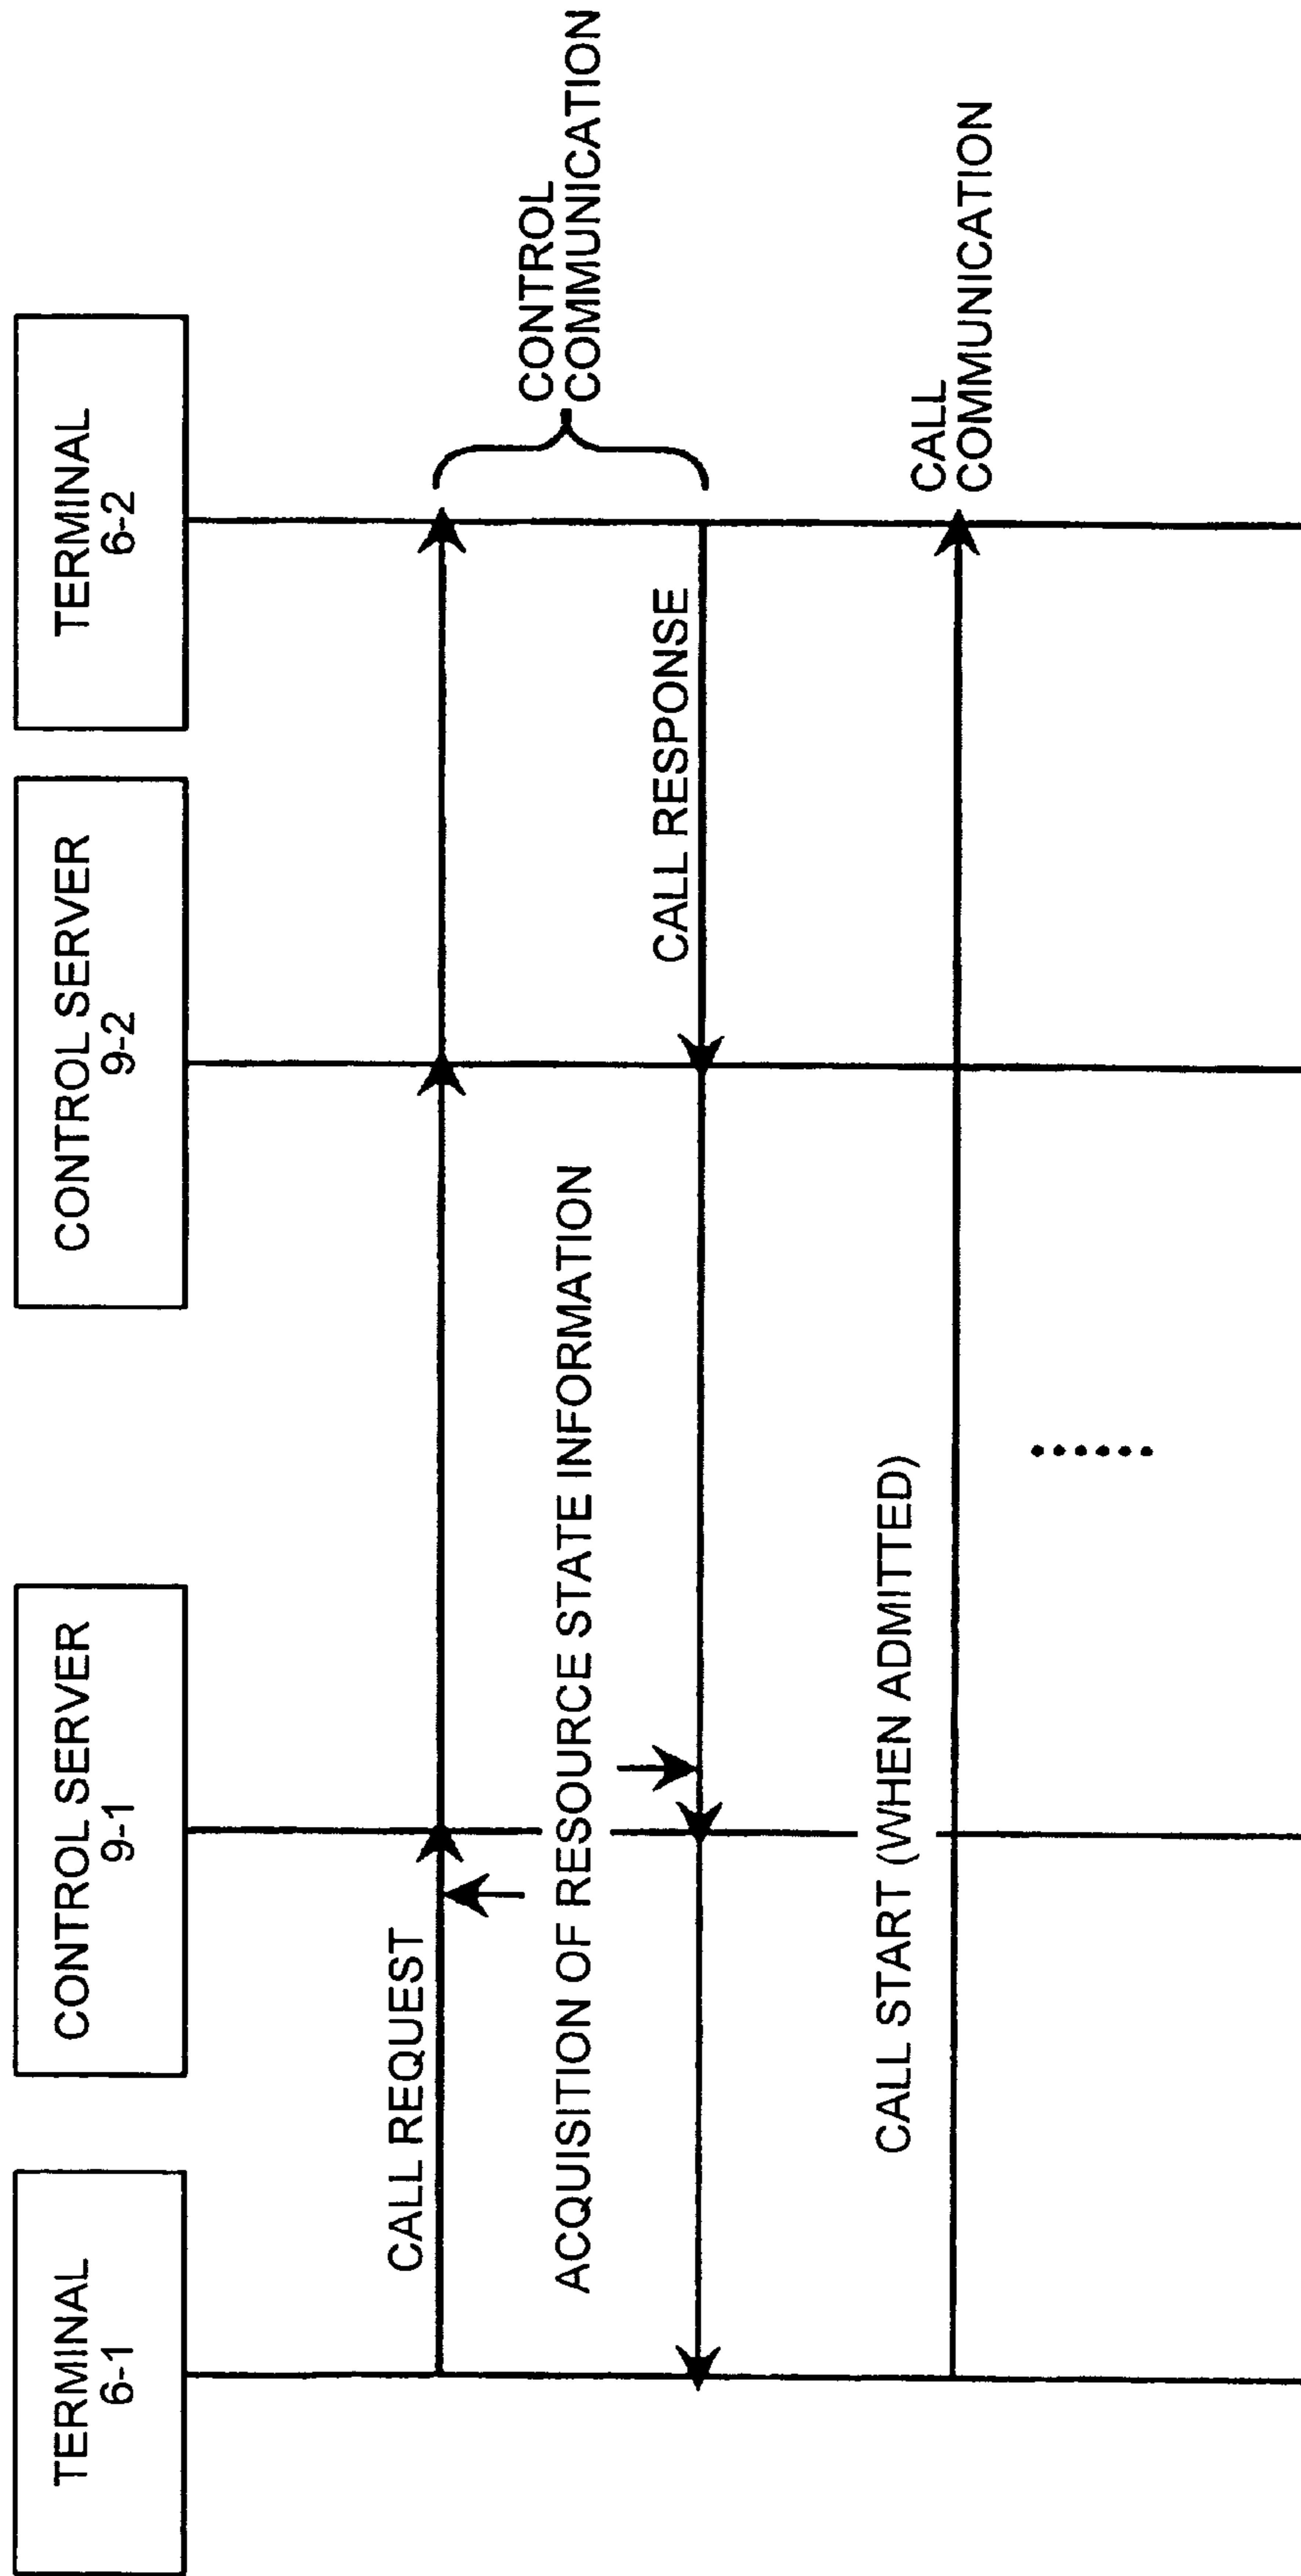 TERMINAL
6-1
CONTROL SERVER
9-1
CONTROL SERVER
9-2
TERMINAL
6-2
CALL REQUEST
CONTROL
COMMUNICATION
ACQUISITION OF RESOURCE STATE INFORMATION
CALL RESPONSE
CALL START (WHEN ADMITTED)
CALL
COMMUNICATION